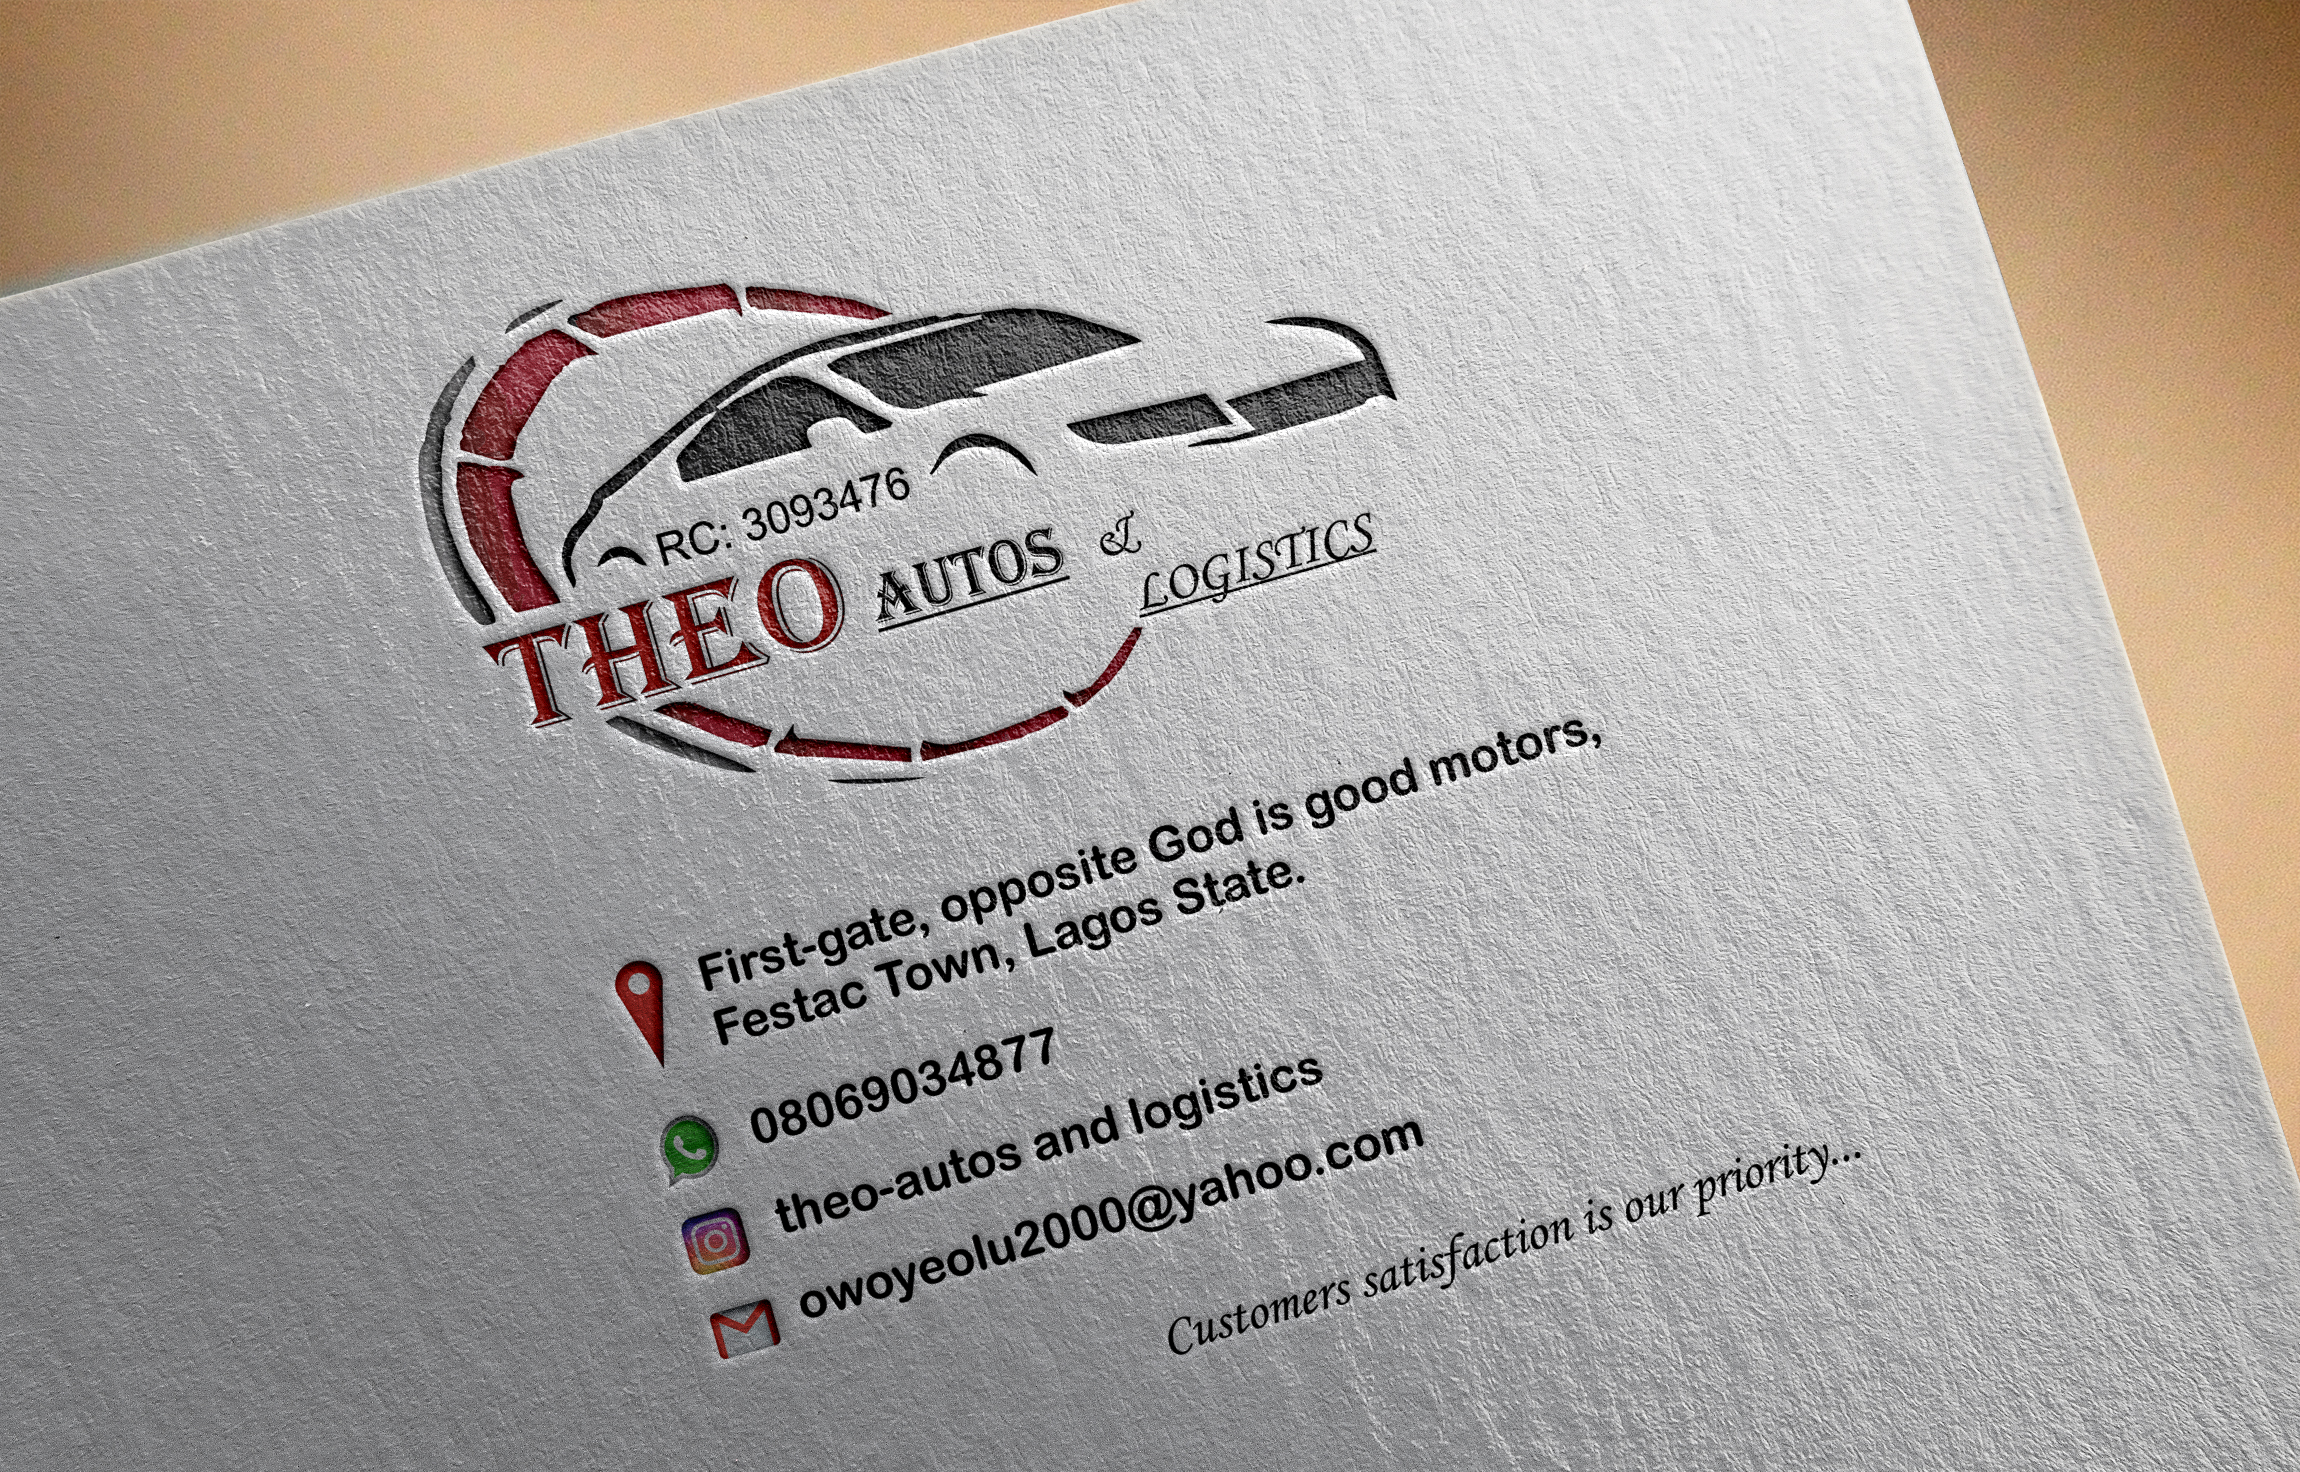 RC: 3093476
THEO AUTOS &
LOGISTICS
First-gate, opposite God is good motors,
Festac Town, Lagos State.
08069034877
theo-autos and logistics
owoyeolu2000@yahoo.com
Customers satisfaction is our priority...